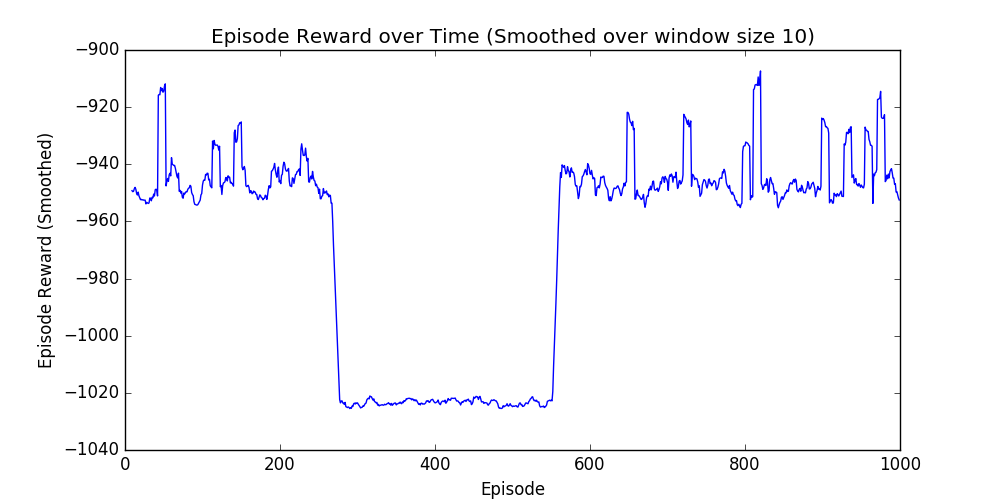 Episode Reward over Time (Smoothed over window size 10)
−900
−920
−940
−960
−980
−1000
−1020
−1040
Episode Reward (Smoothed)
0 200 400 600 800 1000
Episode